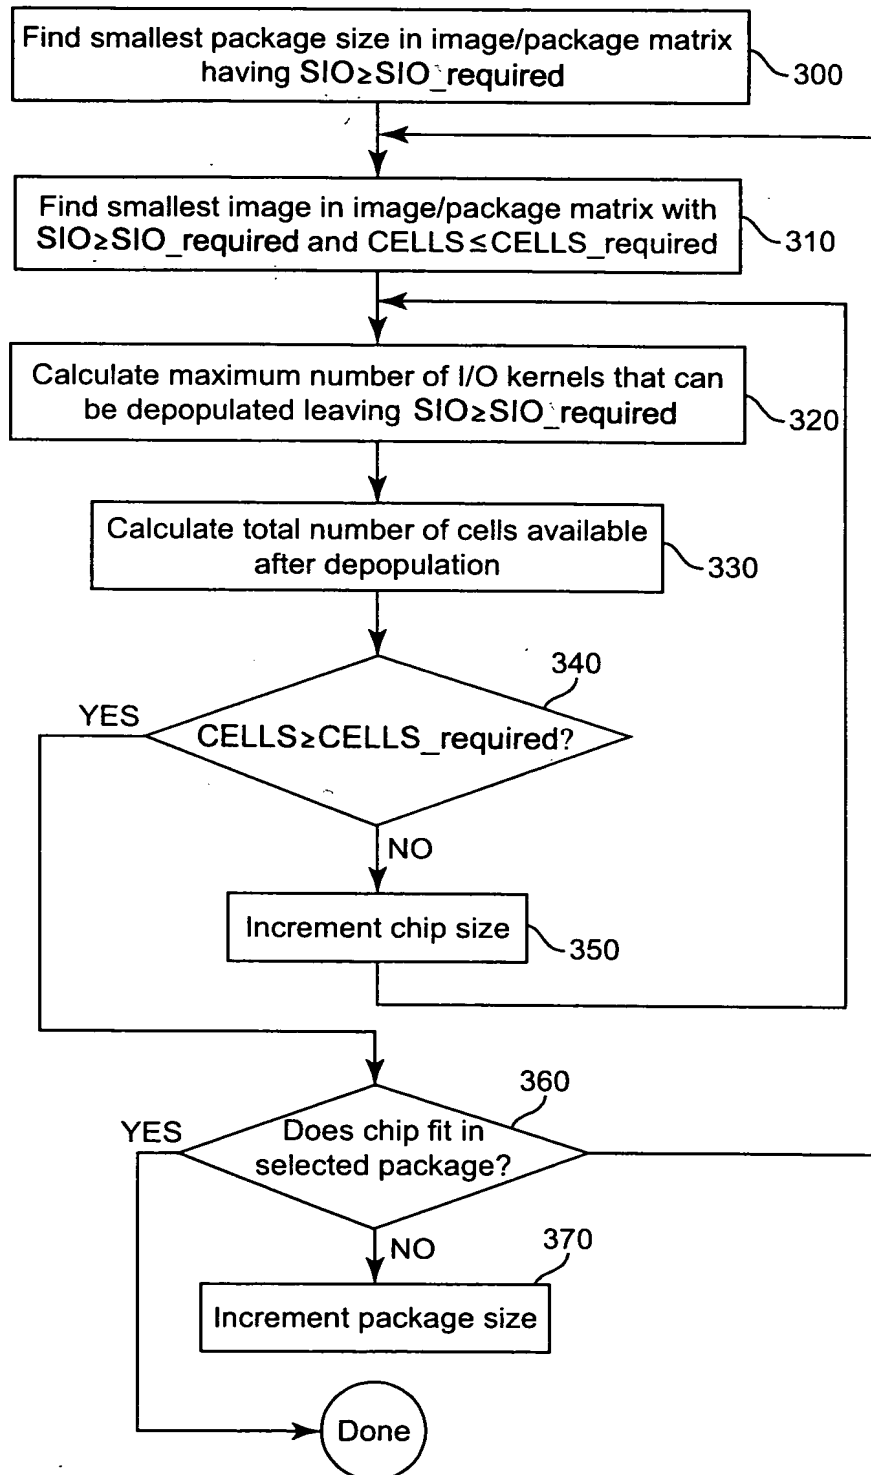 Find smallest package size in image/package matrix
having SIO≥SIO_required
300
Find smallest image in image/package matrix with
SIO≥SIO_required and CELLS≤CELLS_required
310
Calculate maximum number of I/O kernels that can
be depopulated leaving SIO≥SIO_required
320
Calculate total number of cells available
after depopulation
330
340
YES
CELLS≥CELLS_required?
NO
Increment chip size
350
360
YES
Does chip fit in
selected package?
NO
370
Increment package size
Done